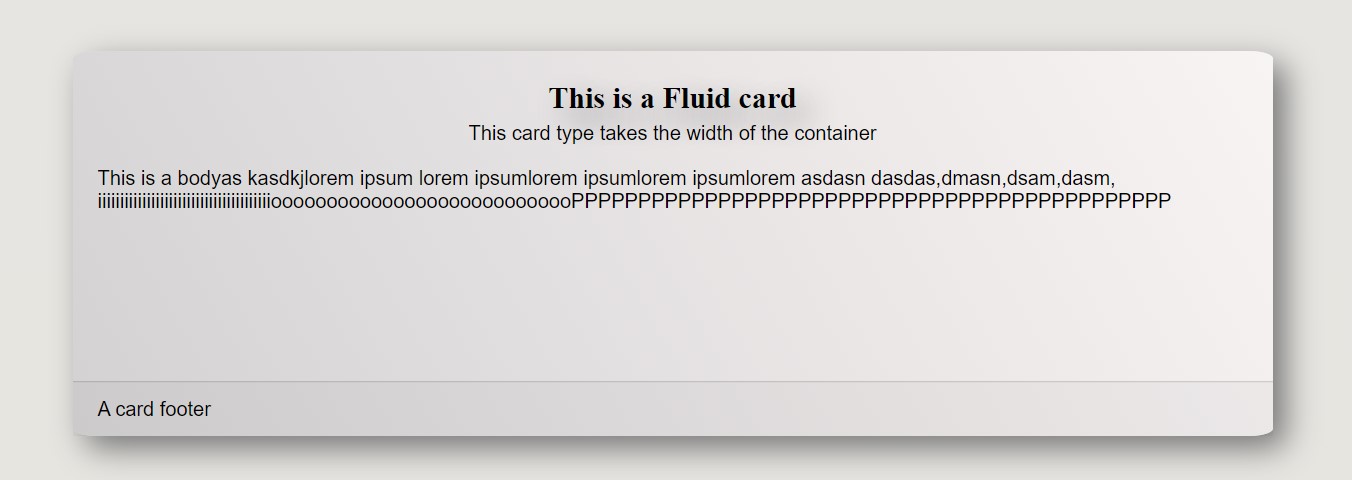 This is a Fluid card
This card type takes the width of the container
This is a bodyas kasdkjlorem ipsum lorem ipsumlorem ipsumlorem ipsumlorem asdasn dasdas,dmasn,dsam,dasm,
iiiiiiiiiiiiiiiiiiiiiiiiiiiiiiiiiiiiiiioooooooooooooooooooooooooooPPPPPPPPPPPPPPPPPPPPPPPPPPPPPPPPPPPPPPPPPPPPP
A card footer